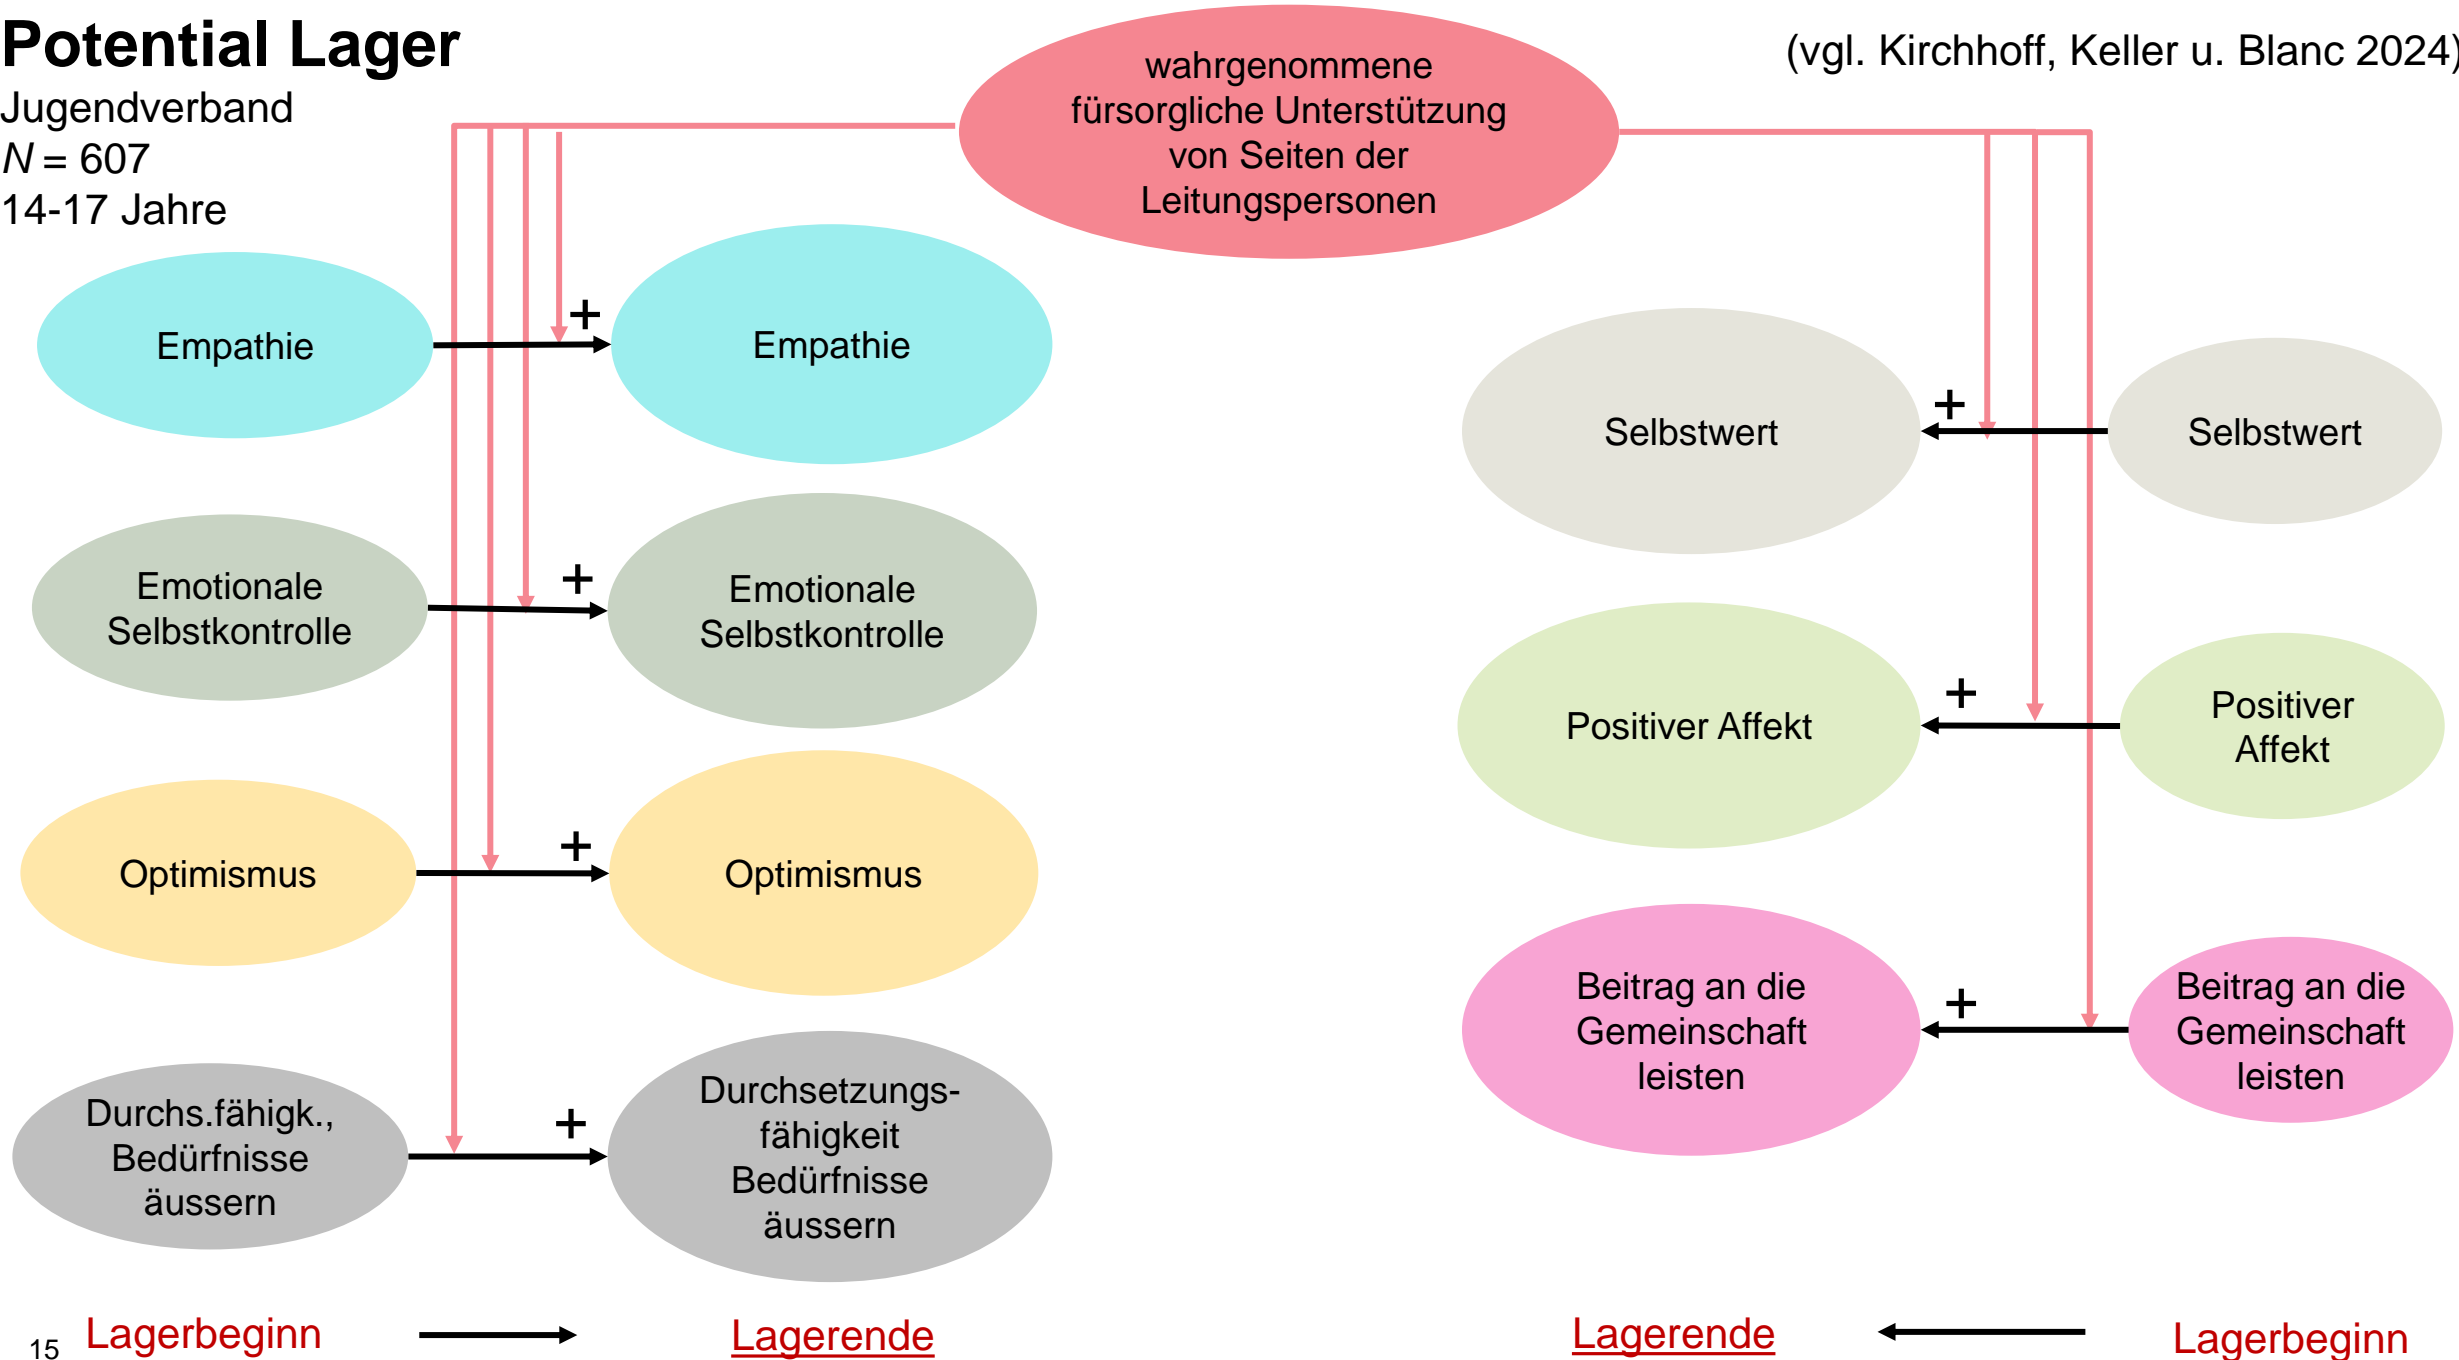 Potential Lager
(vgl. Kirchhoff, Keller u. Blanc 2024)
Jugendverband
N = 607
14-17 Jahre
wahrgenommene
fürsorgliche Unterstützung
von Seiten der
Leitungspersonen
Empathie
+
Empathie
Emotionale
Selbstkontrolle
+
Emotionale
Selbstkontrolle
Optimismus
+
Optimismus
Durchs.fähigk.,
Bedürfnisse
äussern
+
Durchsetzungs-
fähigkeit
Bedürfnisse
äussern
Selbstwert
+
Selbstwert
Positiver Affekt
+
Positiver
Affekt
Beitrag an die
Gemeinschaft
leisten
+
Beitrag an die
Gemeinschaft
leisten
15
Lagerbeginn
Lagerende
Lagerende
Lagerbeginn